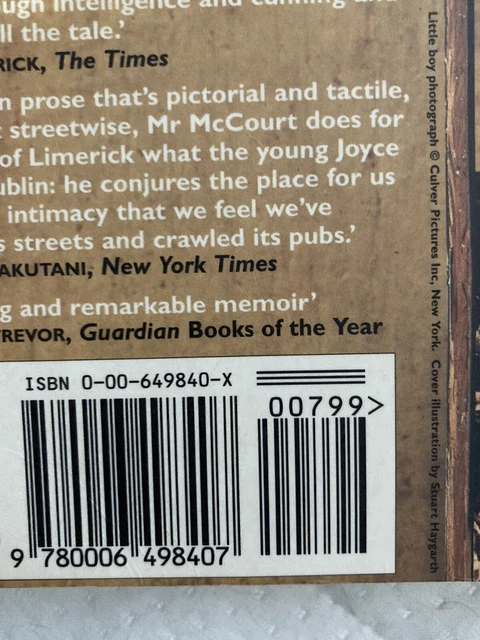 ough intelligence and cunning and
ll the tale.'
RICK, The Times
n prose that's pictorial and tactile,
t streetwise, Mr McCourt does for
of Limerick what the young Joyce
ublin: he conjures the place for us
intimacy that we feel we've
s streets and crawled its pubs.'
AKUTANI, New York Times
g and remarkable memoir'
TREVOR, Guardian Books of the Year
ISBN 0-00-649840-X
00799>
9 780006 498407
Little boy photograph © Culver Pictures Inc, New York. Cover illustration by Stuart Haygarth